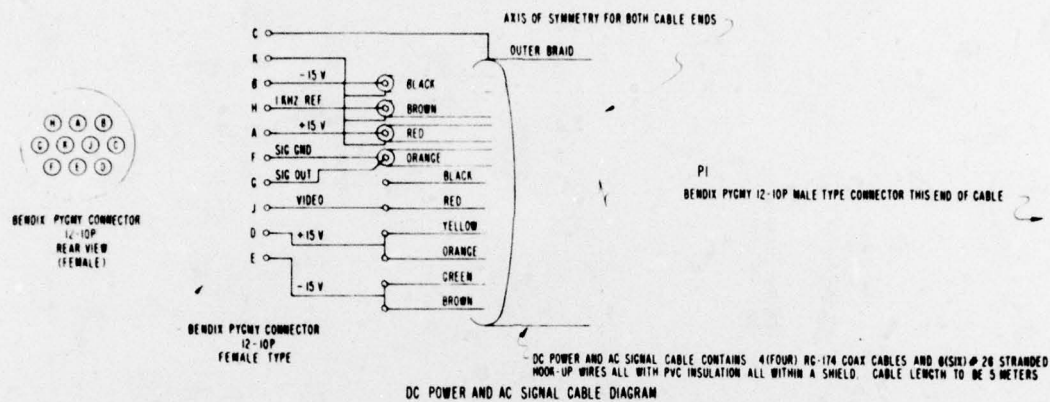 AXIS OF SYMMETRY FOR BOTH CABLE ENDS
OUTER BRAID
C
K
B -15 V BLACK
H 1 KHZ REF BROWN
A +15 V RED
F SIG GND ORANGE
G SIG OUT BLACK
J VIDEO RED
D +15 V YELLOW
ORANGE
E -15 V GREEN
BROWN
H A B
G K J C
F E D
BENDIX PYGMY CONNECTOR
12-10P
REAR VIEW
(FEMALE)
BENDIX PYGMY CONNECTOR
12-10P
FEMALE TYPE
P1
BENDIX PYGMY 12-10P MALE TYPE CONNECTOR THIS END OF CABLE
DC POWER AND AC SIGNAL CABLE CONTAINS 4(FOUR) RG-174 COAX CABLES AND 6(SIX) # 26 STRANDED
HOOK-UP WIRES ALL WITH PVC INSULATION ALL WITHIN A SHIELD. CABLE LENGTH TO BE 5 METERS
DC POWER AND AC SIGNAL CABLE DIAGRAM